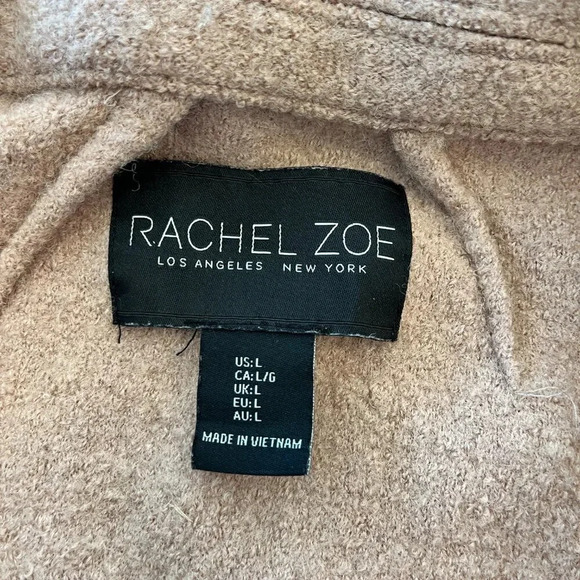 RACHEL ZOE
LOS ANGELES NEW YORK
US:L
CA:L/G
UK:L
EU:L
AU:L
MADE IN VIETNAM